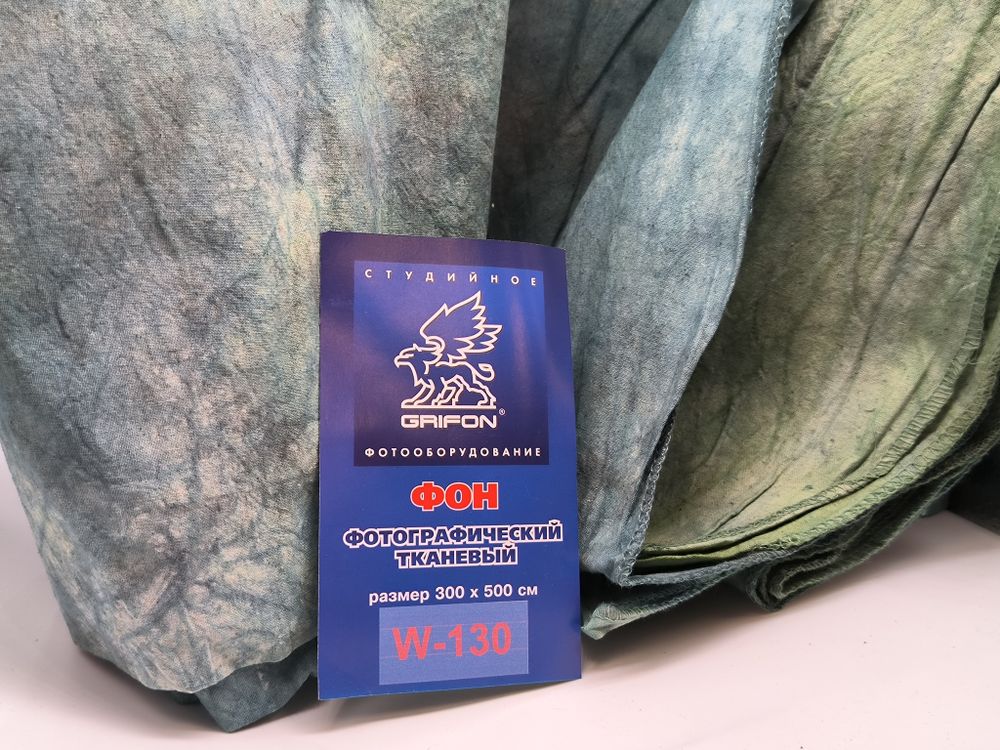 СТУДИЙНОЕ
GRIFON®
ФОТООБОРУДОВАНИЕ
ФОН
ФОТОГРАФИЧЕСКИЙ
ТКАНЕВЫЙ
размер 300 x 500 см
W-130